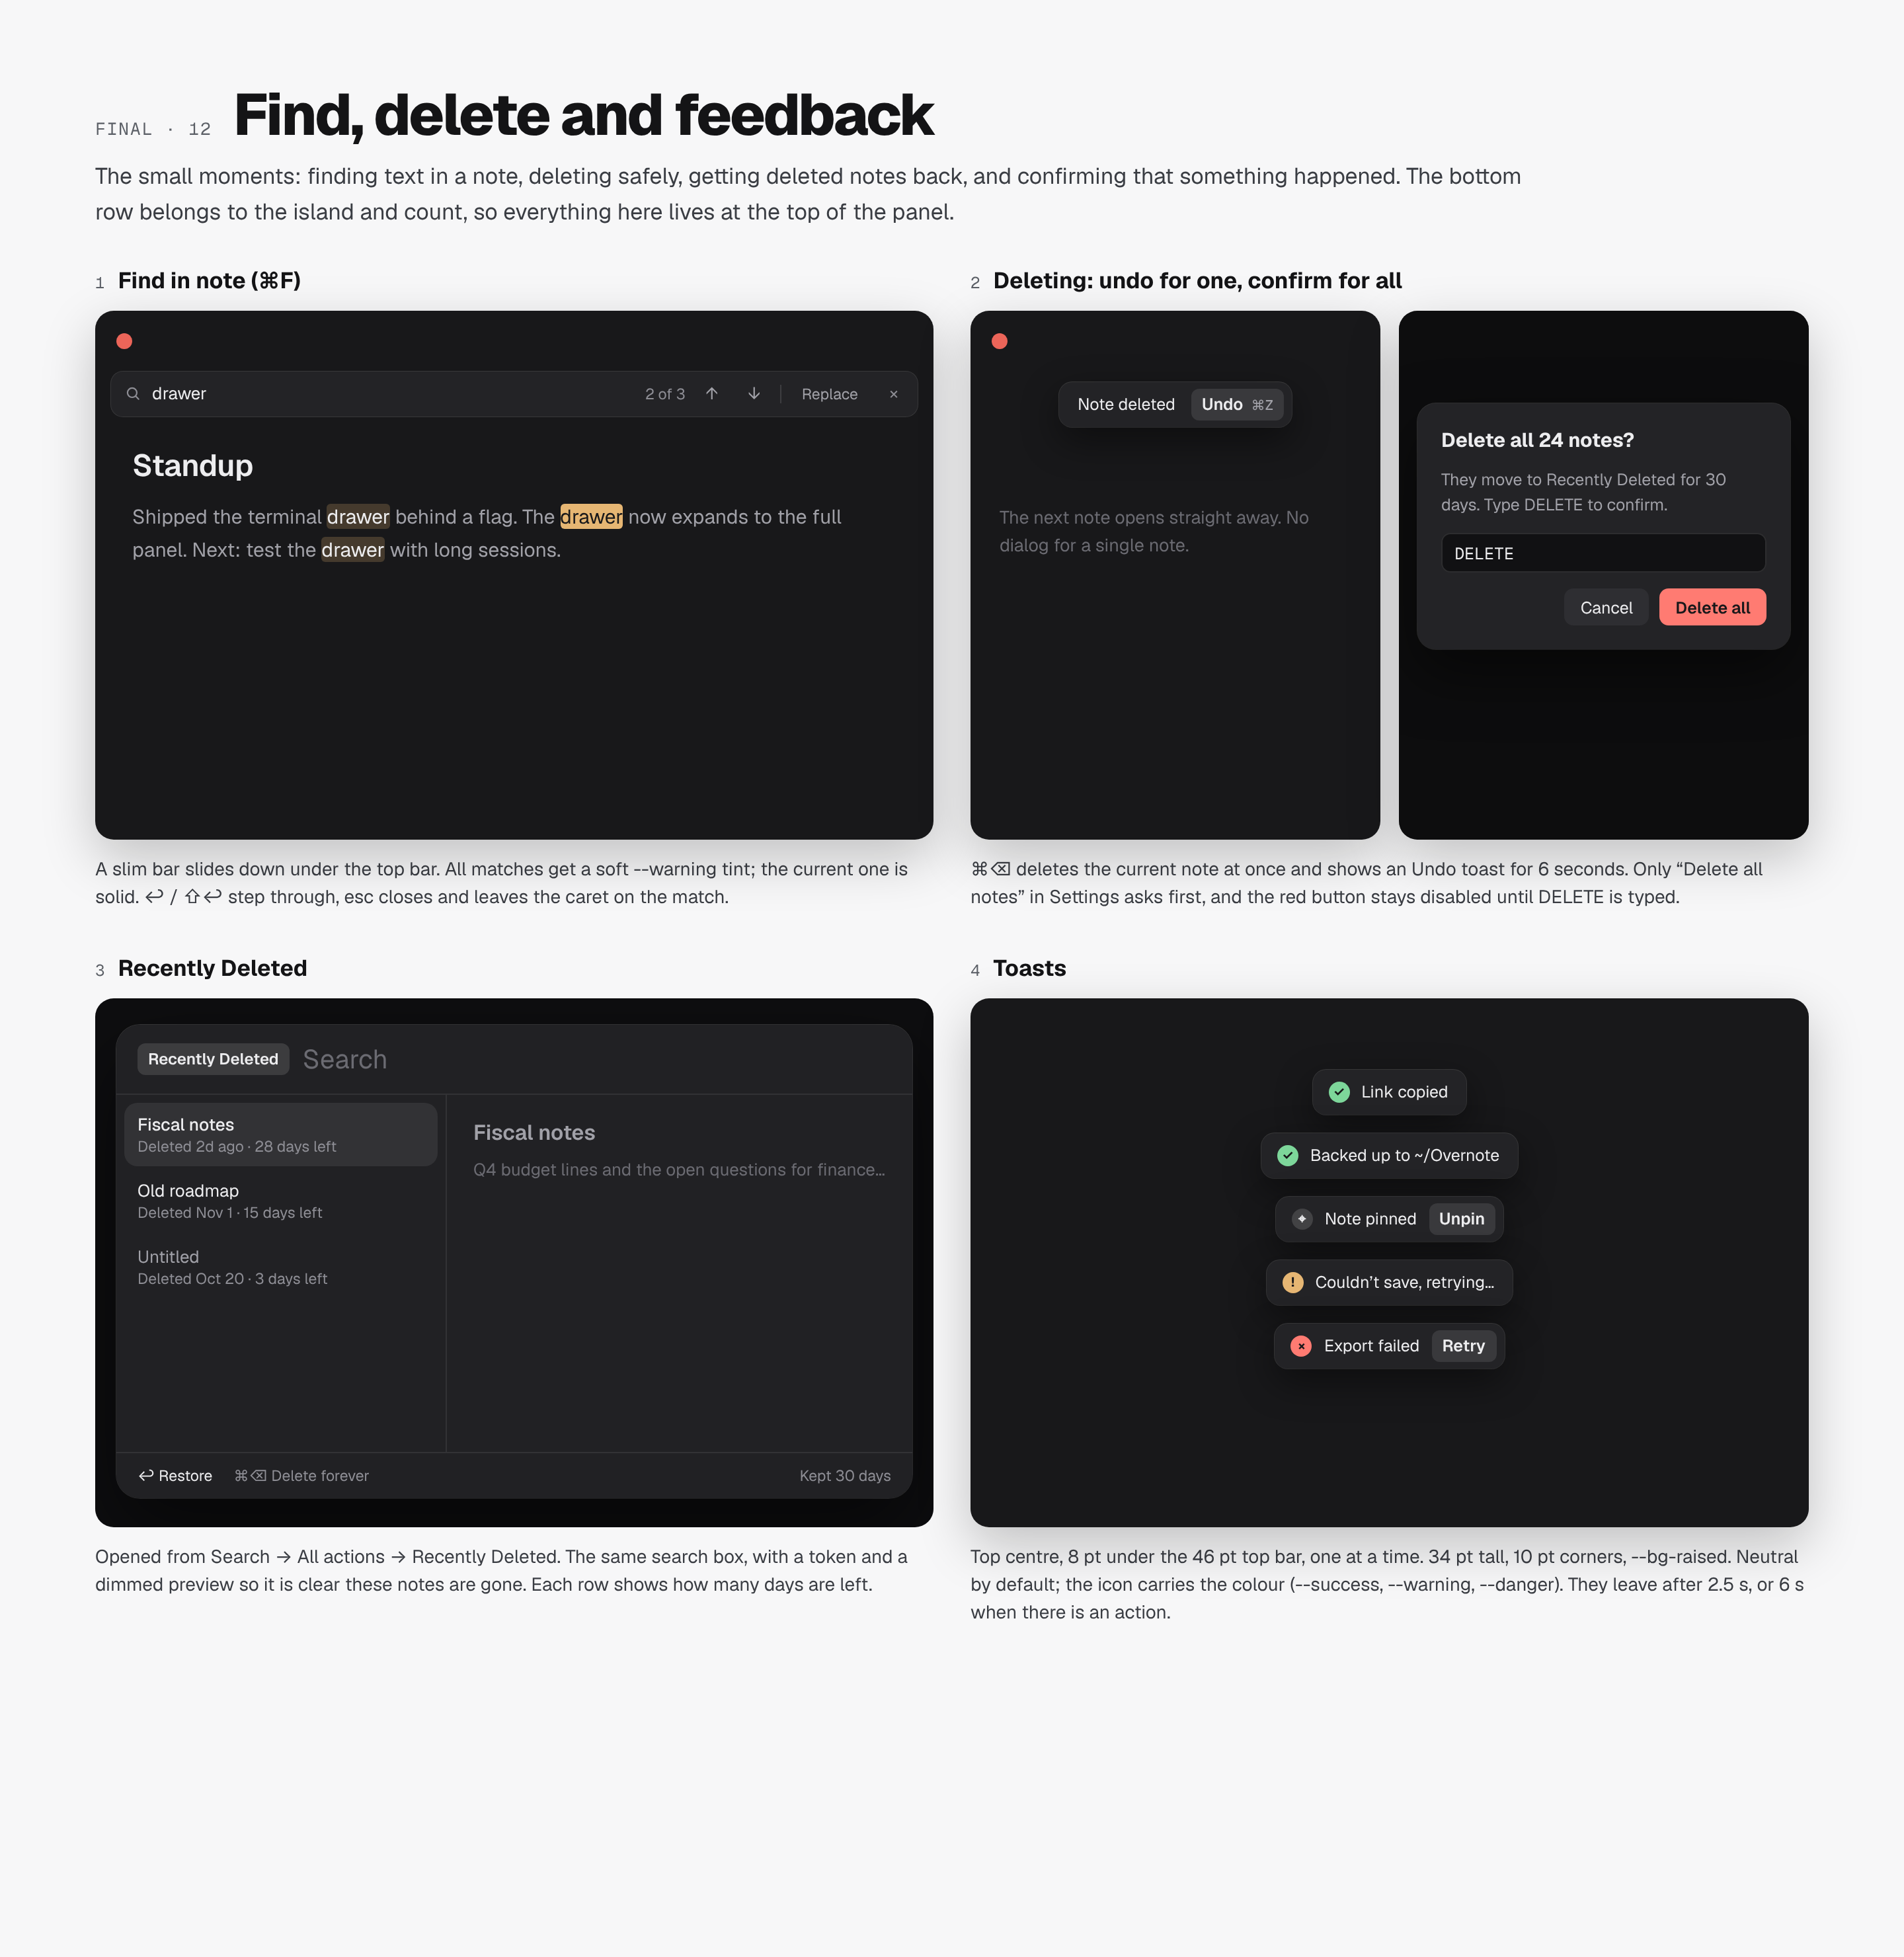 FINAL · 12 Find, delete and feedback
The small moments: finding text in a note, deleting safely, getting deleted notes back, and confirming that something happened. The bottom
row belongs to the island and count, so everything here lives at the top of the panel.
1 Find in note (⌘F)
drawer 2 of 3 ↑ ↓ Replace ×
Standup
Shipped the terminal drawer behind a flag. The drawer now expands to the full
panel. Next: test the drawer with long sessions.
A slim bar slides down under the top bar. All matches get a soft --warning tint; the current one is
solid. ↩ / ⇧↩ step through, esc closes and leaves the caret on the match.
2 Deleting: undo for one, confirm for all
Note deleted Undo ⌘Z
The next note opens straight away. No
dialog for a single note.
Delete all 24 notes?
They move to Recently Deleted for 30
days. Type DELETE to confirm.
DELETE
Cancel Delete all
⌘⌫ deletes the current note at once and shows an Undo toast for 6 seconds. Only “Delete all
notes” in Settings asks first, and the red button stays disabled until DELETE is typed.
3 Recently Deleted
Recently Deleted Search
Fiscal notes
Deleted 2d ago · 28 days left
Old roadmap
Deleted Nov 1 · 15 days left
Untitled
Deleted Oct 20 · 3 days left
Fiscal notes
Q4 budget lines and the open questions for finance…
↩ Restore ⌘⌫ Delete forever Kept 30 days
Opened from Search → All actions → Recently Deleted. The same search box, with a token and a
dimmed preview so it is clear these notes are gone. Each row shows how many days are left.
4 Toasts
Link copied
Backed up to ~/Overnote
Note pinned Unpin
Couldn’t save, retrying…
Export failed Retry
Top centre, 8 pt under the 46 pt top bar, one at a time. 34 pt tall, 10 pt corners, --bg-raised. Neutral
by default; the icon carries the colour (--success, --warning, --danger). They leave after 2.5 s, or 6 s
when there is an action.